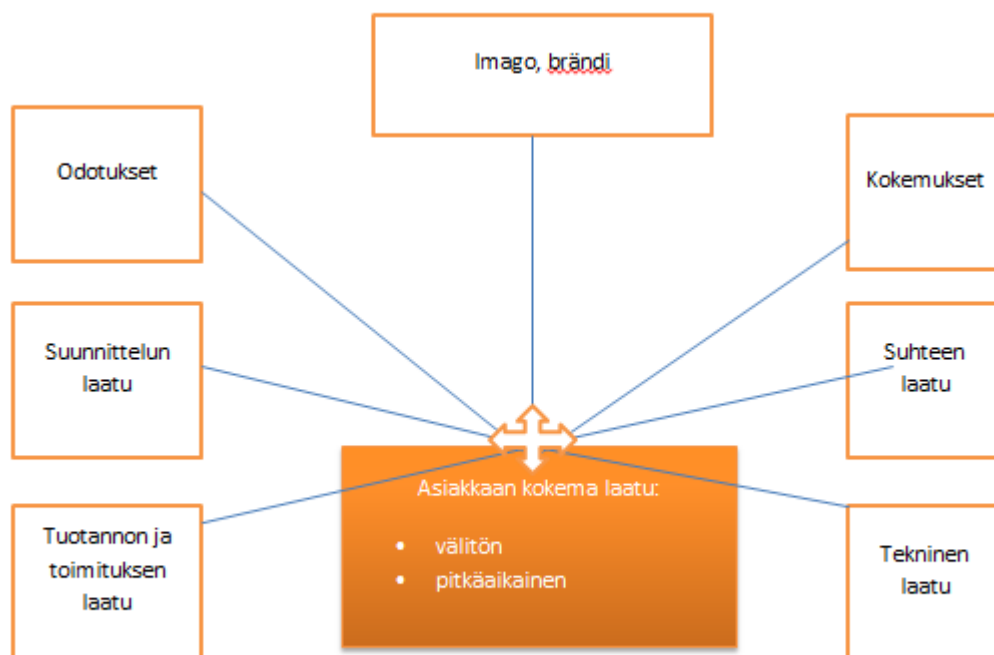 Imago, brändi
Odotukset
Kokemukset
Suunnittelun
laatu
Suhteen
laatu
Asiakkaan kokema laatu:
• välitön
• pitkäaikainen
Tuotannon ja
toimituksen
laatu
Tekninen
laatu